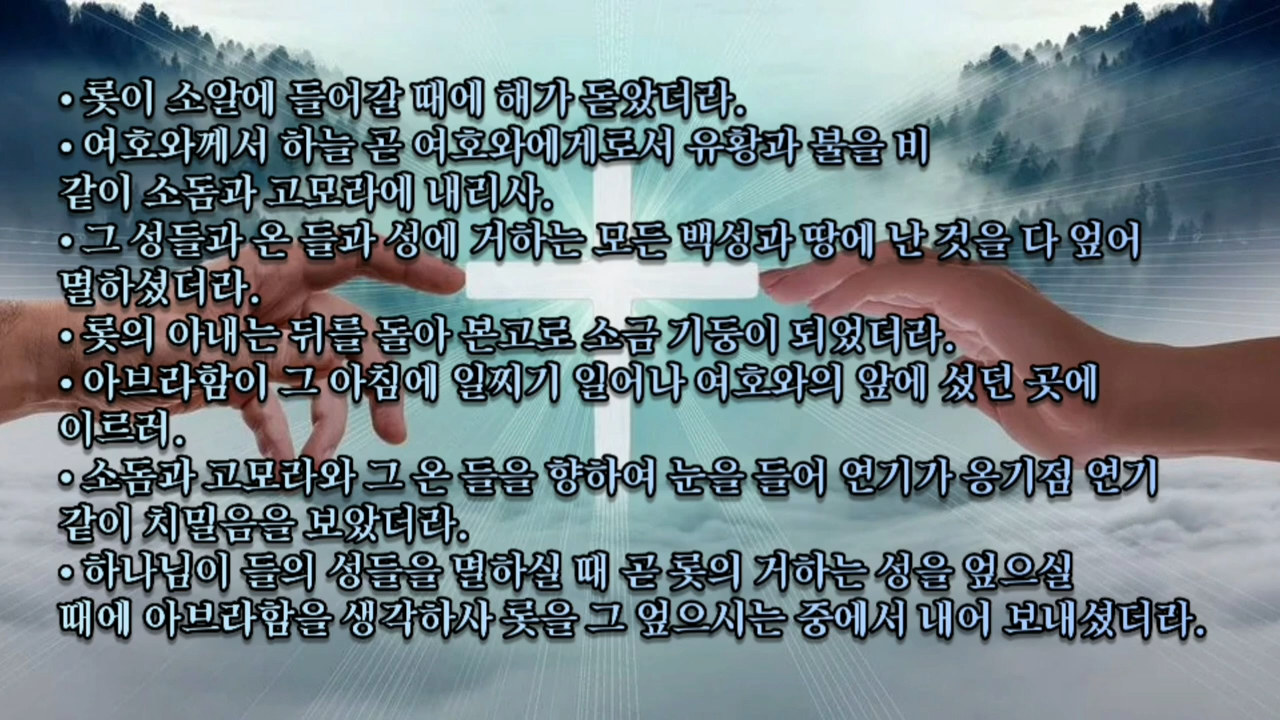 • 롯이 소알에 들어갈 때에 해가 돋았더라.
• 여호와께서 하늘 곧 여호와에게로서 유황과 불을 비
같이 소돔과 고모라에 내리사.
• 그 성들과 온 들과 성에 거하는 모든 백성과 땅에 난 것을 다 엎어
멸하셨더라.
• 롯의 아내는 뒤를 돌아 본고로 소금 기둥이 되었더라.
• 아브라함이 그 아침에 일찌기 일어나 여호와의 앞에 섰던 곳에
이르러.
• 소돔과 고모라와 그 온 들을 향하여 눈을 들어 연기가 옹기점 연기
같이 치밀음을 보았더라.
• 하나님이 들의 성들을 멸하실 때 곧 롯의 거하는 성을 엎으실
때에 아브라함을 생각하사 롯을 그 엎으시는 중에서 내어 보내셨더라.